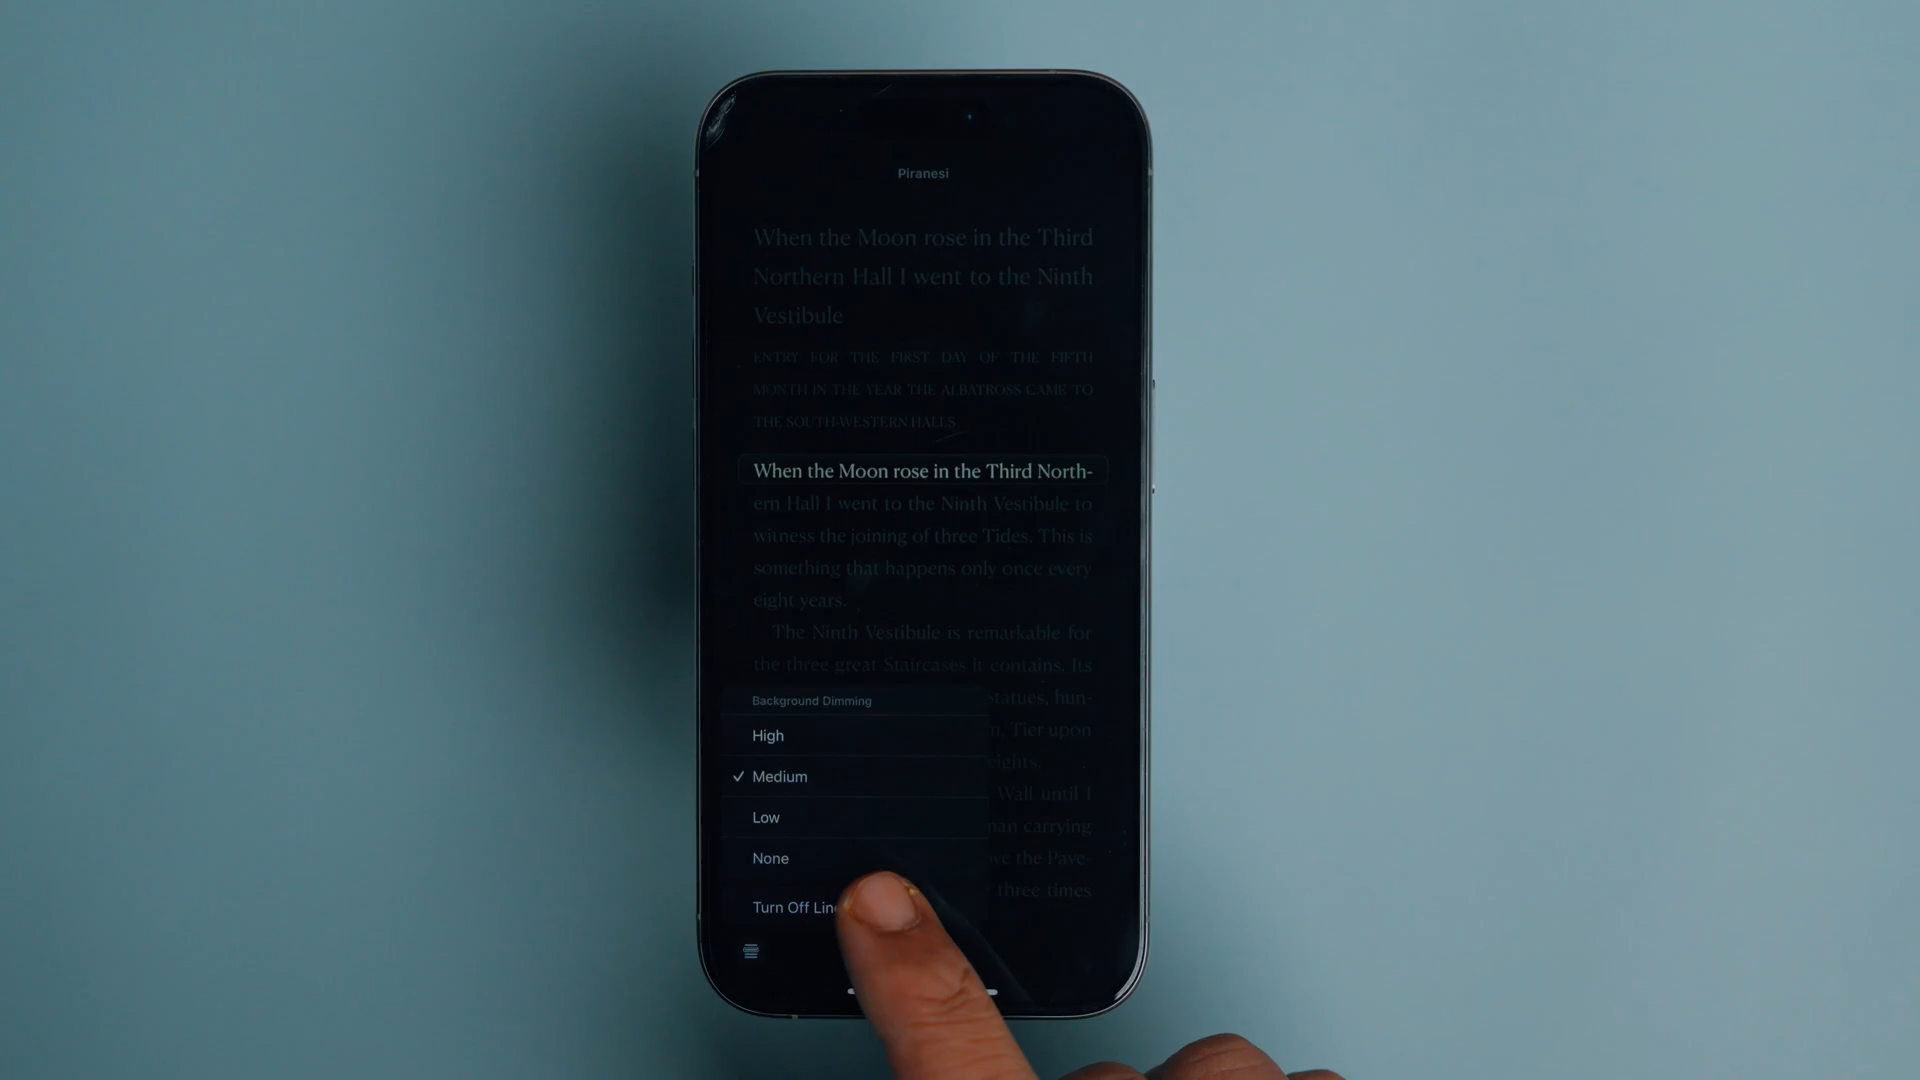 Piranesi
When the Moon rose in the Third
Northern Hall I went to the Ninth
Vestibule
ENTRY FOR THE FIRST DAY OF THE FIFTH
MONTH IN THE YEAR THE ALBATROSS CAME TO
THE SOUTH-WESTERN HALLS
When the Moon rose in the Third North-
ern Hall I went to the Ninth Vestibule to
witness the joining of three Tides. This is
something that happens only once every
eight years.
The Ninth Vestibule is remarkable for
the three great Staircases it contains. Its
statues, hun-
Tier upon
Wall until I
carrying
the Pave-
three times
Background Dimming
High
Medium
Low
None
Turn Off